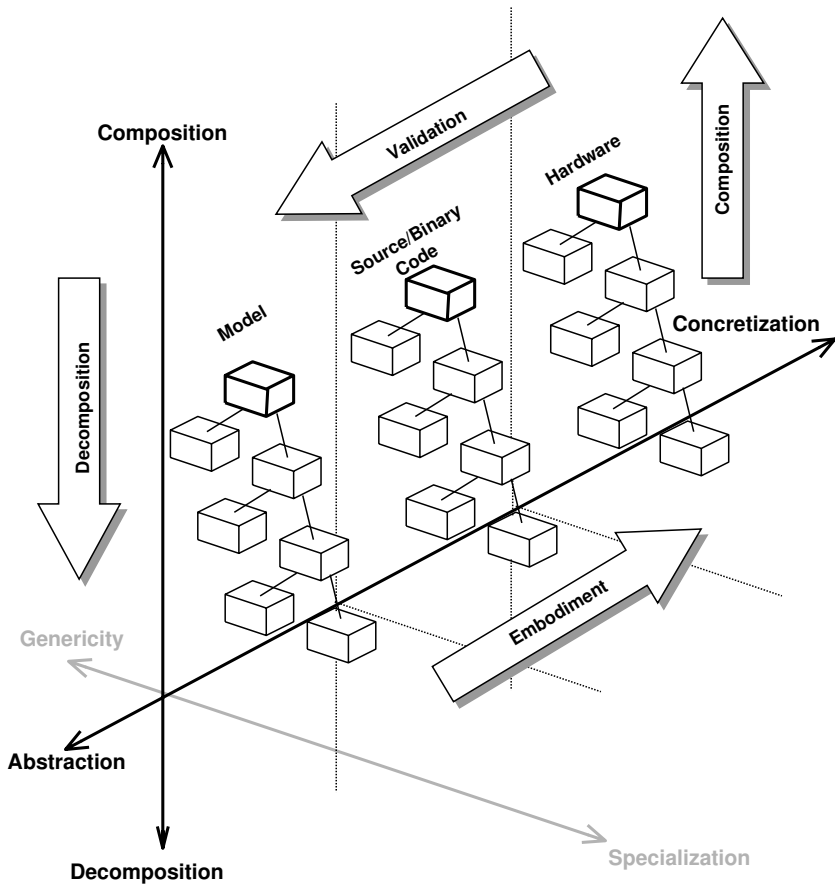 Composition
Validation
Hardware
Composition
Source/Binary
Code
Model
Concretization
Decomposition
Embodiment
Genericity
Abstraction
Decomposition
Specialization